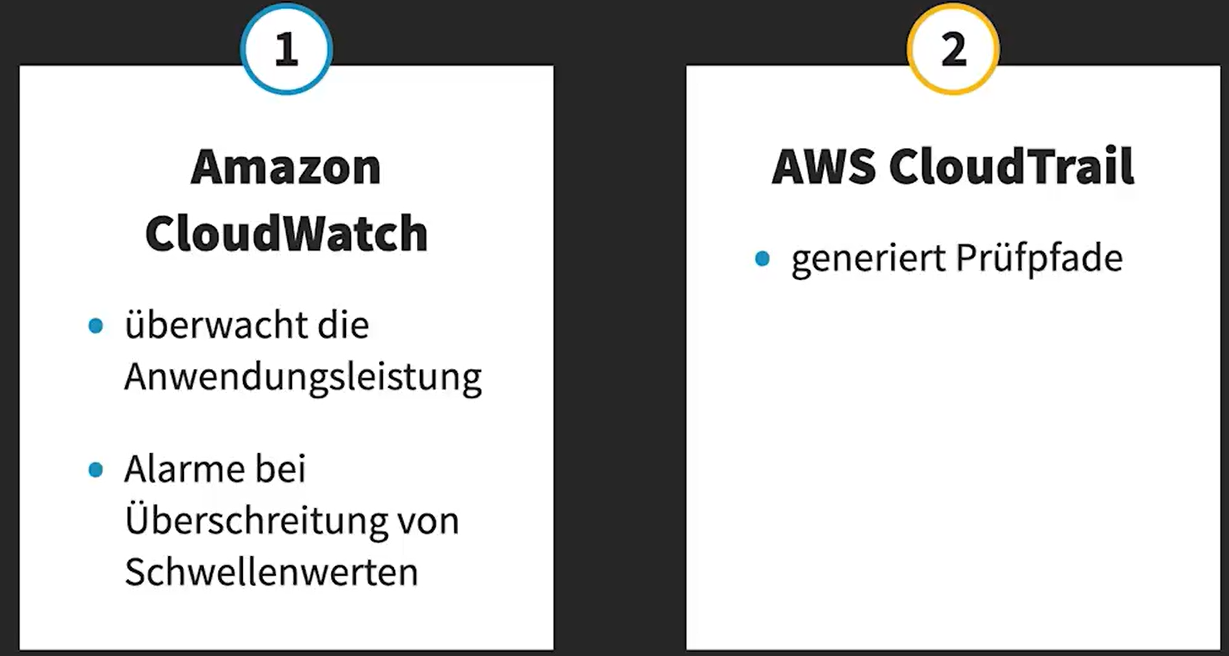 1
Amazon
CloudWatch
• überwacht die
Anwendungsleistung
• Alarme bei
Überschreitung von
Schwellenwerten
2
AWS CloudTrail
• generiert Prüfpfade